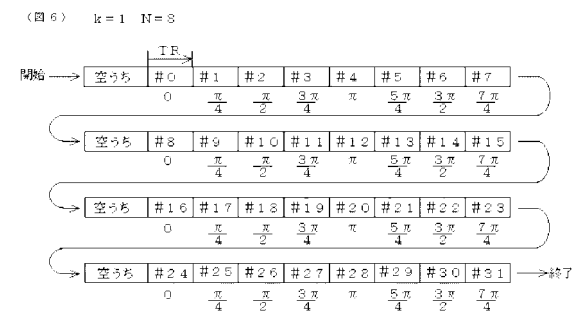 (図6) k=1 N=8
TR
開始 空うち #0 #1 #2 #3 #4 #5 #6 #7
0 π/4 π/2 3π/4 π 5π/4 3π/2 7π/4
空うち #8 #9 #10 #11 #12 #13 #14 #15
0 π/4 π/2 3π/4 π 5π/4 3π/2 7π/4
空うち #16 #17 #18 #19 #20 #21 #22 #23
0 π/4 π/2 3π/4 π 5π/4 3π/2 7π/4
空うち #24 #25 #26 #27 #28 #29 #30 #31 終了
0 π/4 π/2 3π/4 π 5π/4 3π/2 7π/4